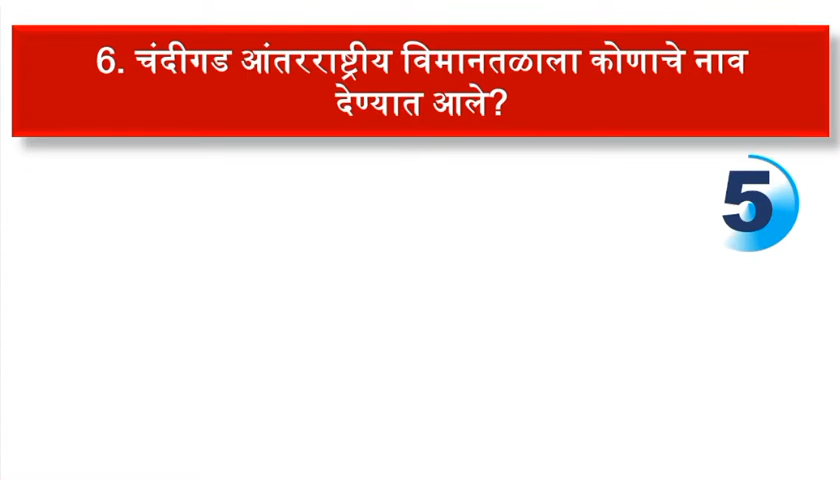 6. चंदीगड आंतरराष्ट्रीय विमानतळाला कोणाचे नाव
देण्यात आले?
5